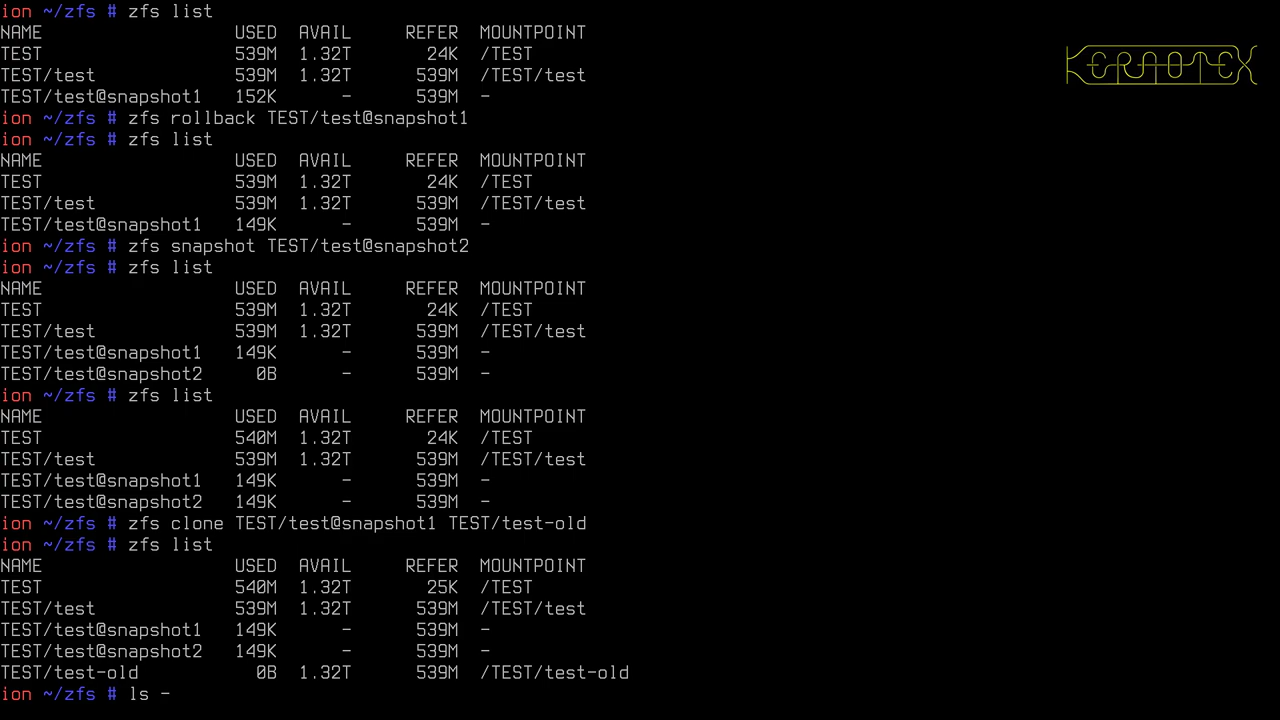 ion ~/zfs # zfs list
NAME USED AVAIL REFER MOUNTPOINT
TEST 539M 1.32T 24K /TEST
TEST/test 539M 1.32T 539M /TEST/test
TEST/test@snapshot1 152K - 539M -
ion ~/zfs # zfs rollback TEST/test@snapshot1
ion ~/zfs # zfs list
NAME USED AVAIL REFER MOUNTPOINT
TEST 539M 1.32T 24K /TEST
TEST/test 539M 1.32T 539M /TEST/test
TEST/test@snapshot1 149K - 539M -
ion ~/zfs # zfs snapshot TEST/test@snapshot2
ion ~/zfs # zfs list
NAME USED AVAIL REFER MOUNTPOINT
TEST 539M 1.32T 24K /TEST
TEST/test 539M 1.32T 539M /TEST/test
TEST/test@snapshot1 149K - 539M -
TEST/test@snapshot2 0B - 539M -
ion ~/zfs # zfs list
NAME USED AVAIL REFER MOUNTPOINT
TEST 540M 1.32T 24K /TEST
TEST/test 539M 1.32T 539M /TEST/test
TEST/test@snapshot1 149K - 539M -
TEST/test@snapshot2 149K - 539M -
ion ~/zfs # zfs clone TEST/test@snapshot1 TEST/test-old
ion ~/zfs # zfs list
NAME USED AVAIL REFER MOUNTPOINT
TEST 540M 1.32T 25K /TEST
TEST/test 539M 1.32T 539M /TEST/test
TEST/test@snapshot1 149K - 539M -
TEST/test@snapshot2 149K - 539M -
TEST/test-old 0B 1.32T 539M /TEST/test-old
ion ~/zfs # ls -